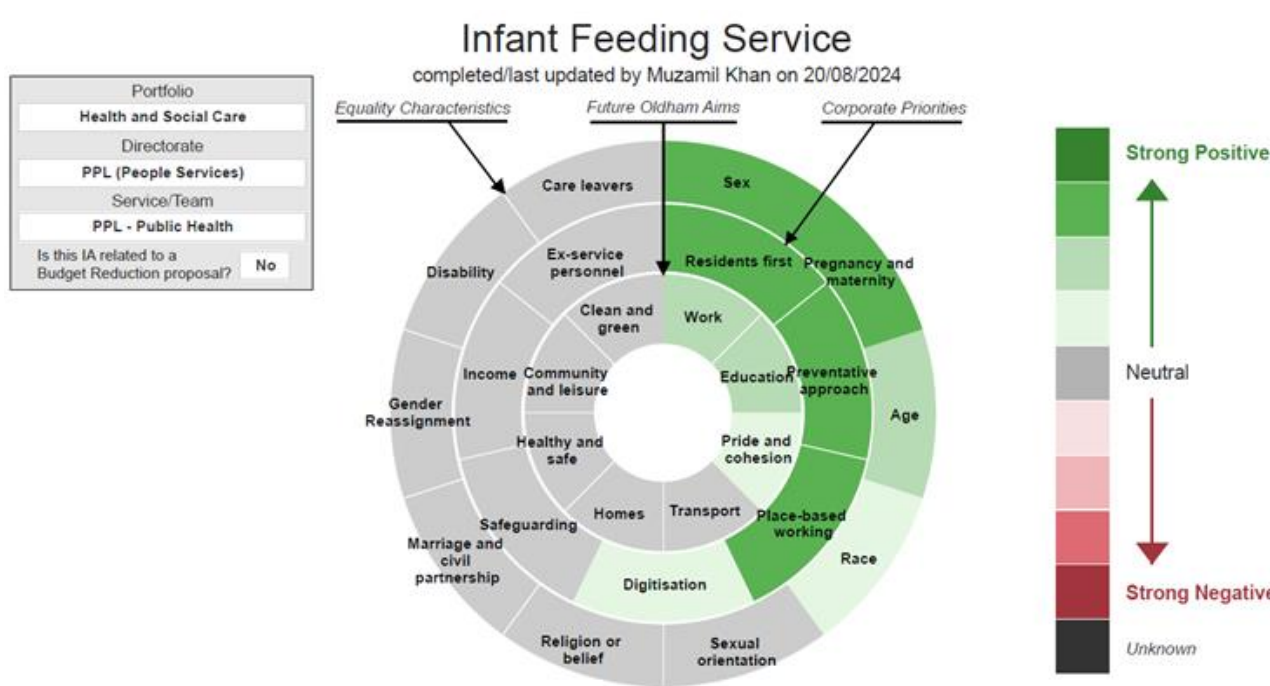 Infant Feeding Service
completed/last updated by Muzamil Khan on 20/08/2024
Portfolio
Health and Social Care
Directorate
PPL (People Services)
Service/Team
PPL - Public Health
Is this IA related to a
Budget Reduction proposal?
No
Equality Characteristics
Future Oldham Aims
Corporate Priorities
Care leavers
Sex
Disability
Ex-service
personnel
Residents first
Pregnancy and
maternity
Clean and
green
Work
Income
Community
and leisure
Education
Preventative
approach
Gender
Reassignment
Age
Healthy and
safe
Pride and
cohesion
Safeguarding
Homes
Transport
Place-based
working
Marriage and
civil
partnership
Digitisation
Race
Religion or
belief
Sexual
orientation
Strong Positive
Neutral
Strong Negative
Unknown